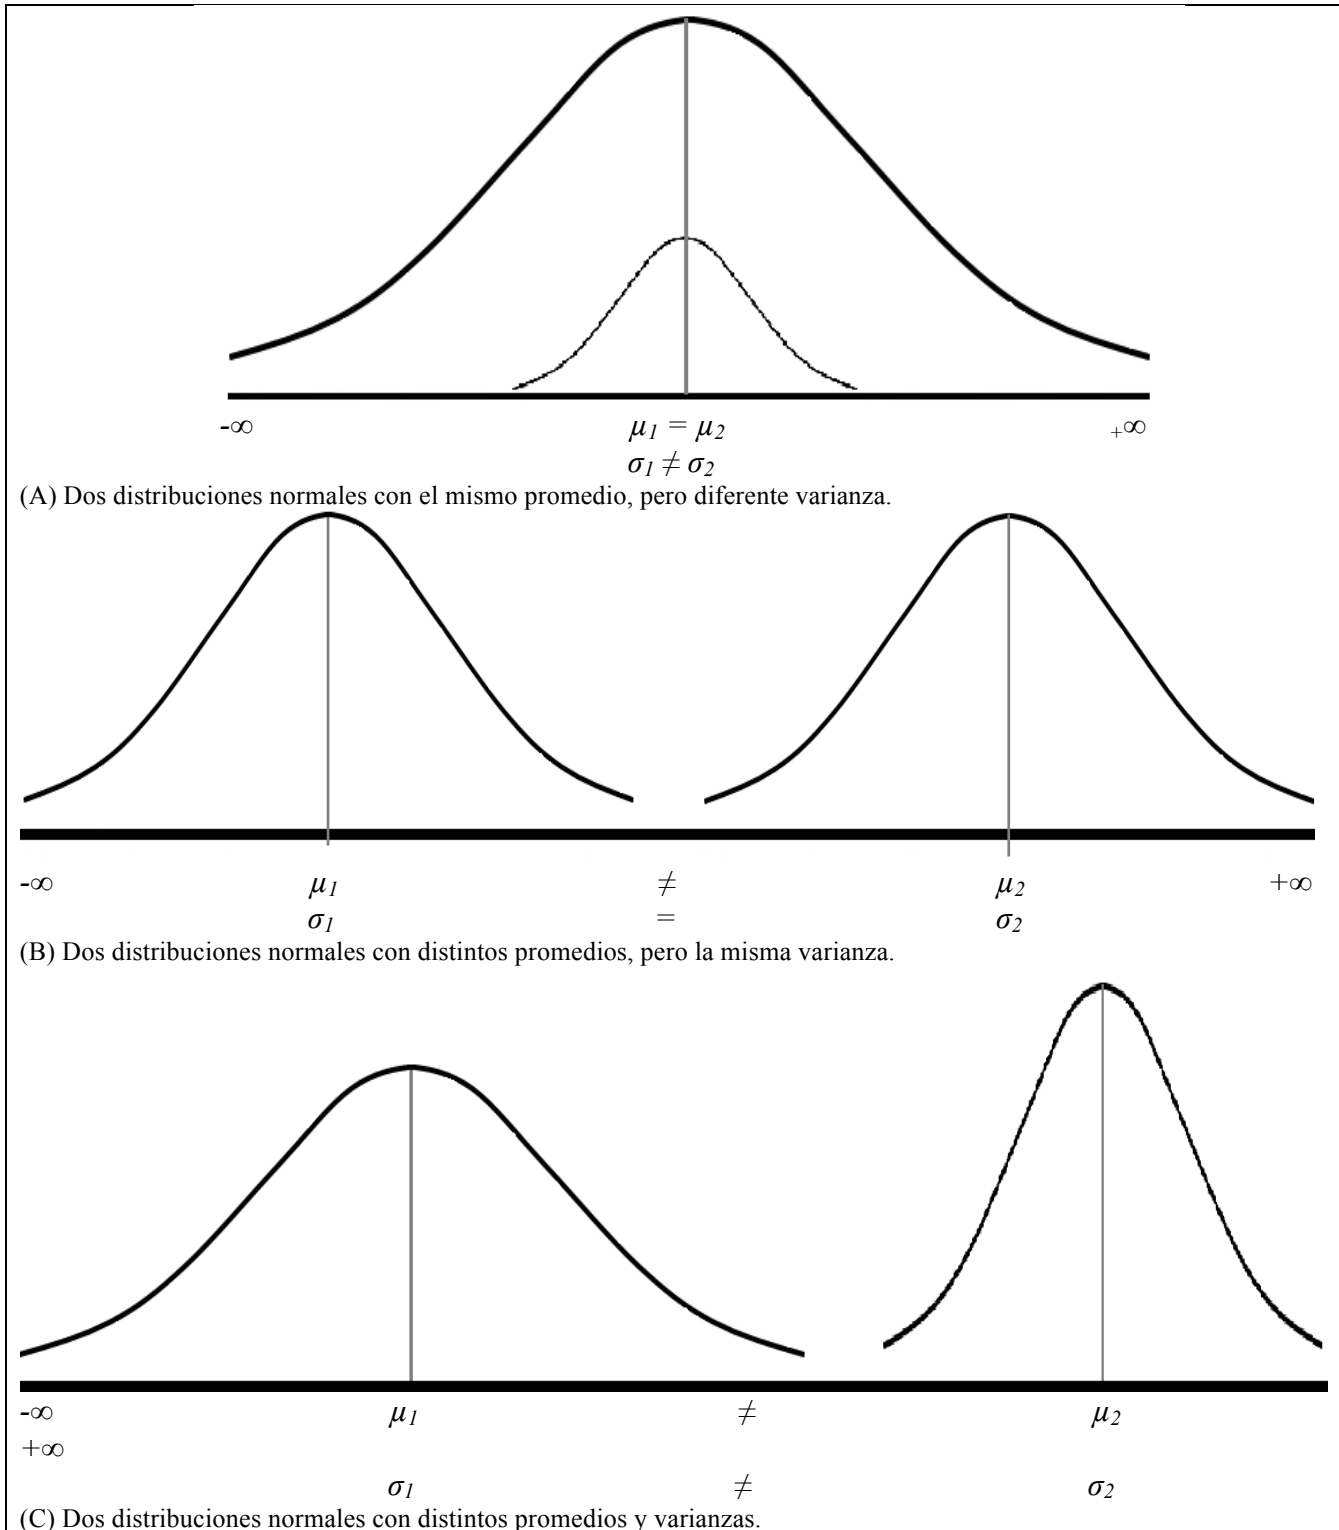 -∞ μ1 = μ2 +∞
σ1 ≠ σ2
(A) Dos distribuciones normales con el mismo promedio, pero diferente varianza.
-∞ μ1 ≠ μ2 +∞
σ1 = σ2
(B) Dos distribuciones normales con distintos promedios, pero la misma varianza.
-∞ μ1 ≠ μ2
+∞
σ1 ≠ σ2
(C) Dos distribuciones normales con distintos promedios y varianzas.